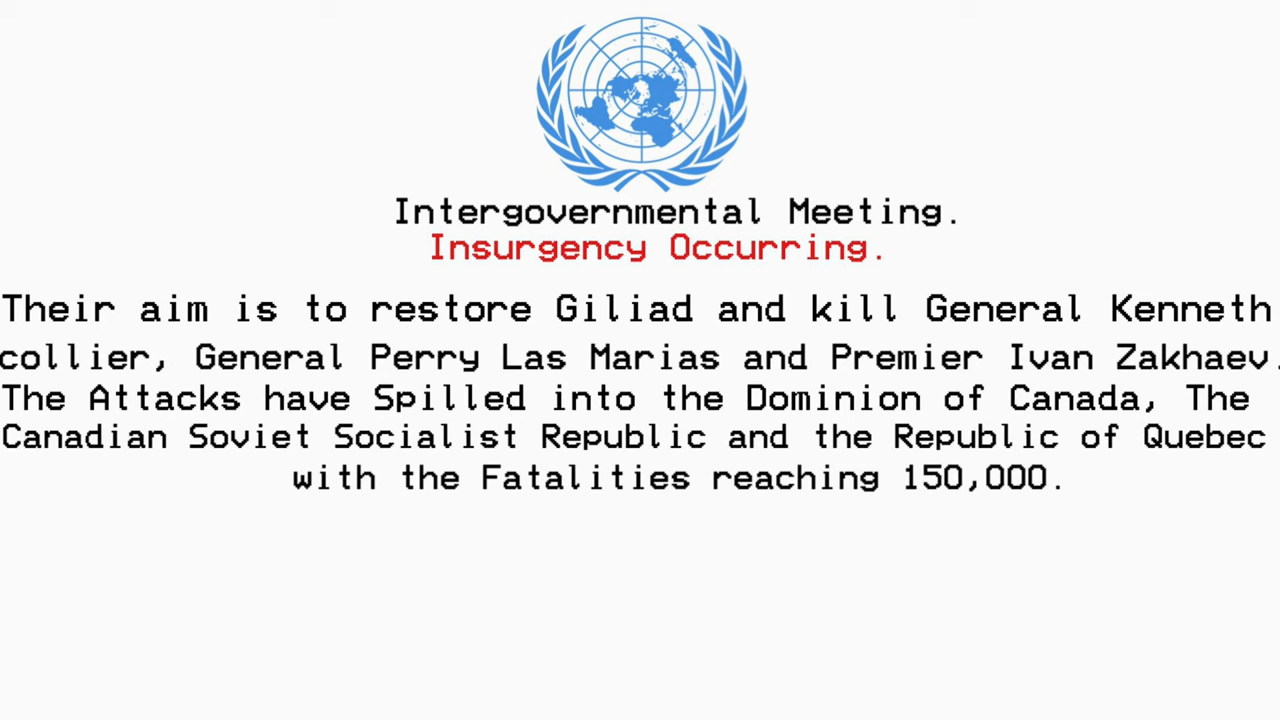 Intergovernmental Meeting.
Insurgency Occurring.
Their aim is to restore Giliad and kill General Kenneth
collier, General Perry Las Marias and Premier Ivan Zakhaev.
The Attacks have Spilled into the Dominion of Canada, The
Canadian Soviet Socialist Republic and the Republic of Quebec
with the Fatalities reaching 150,000.